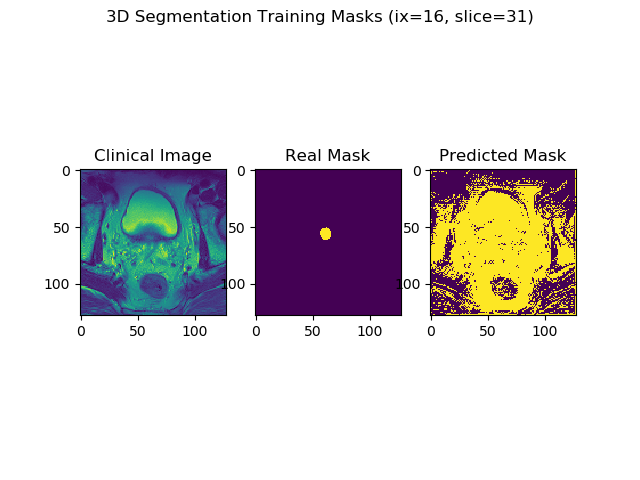 3D Segmentation Training Masks (ix=16, slice=31)
Clinical Image Real Mask Predicted Mask
0 0 0
50 50 50
100 100 100
0 50 100 0 50 100 0 50 100